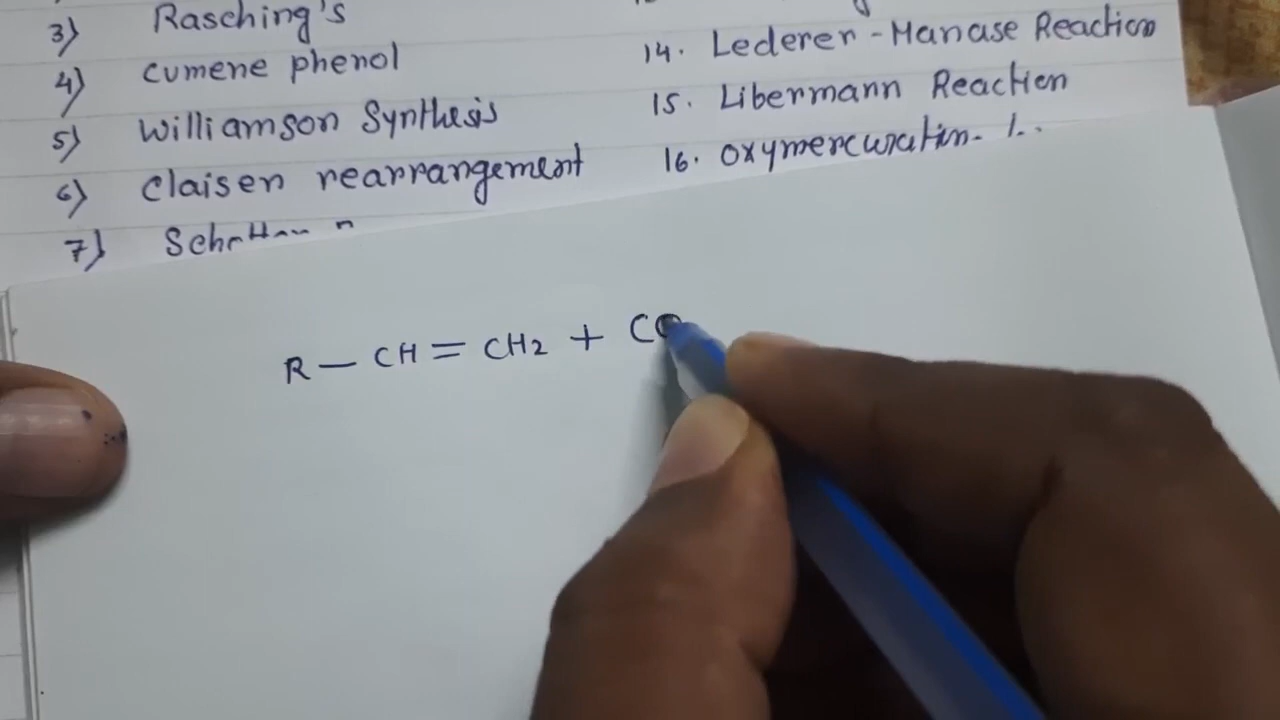 3) Rasching's
4) cumene phenol
5) Williamson Synthesis
6) Claisen rearrangement
7)
14. Lederer - Manase Reaction
15. Libermann Reaction
16. oxymercuration-
R — CH = CH2 + CO